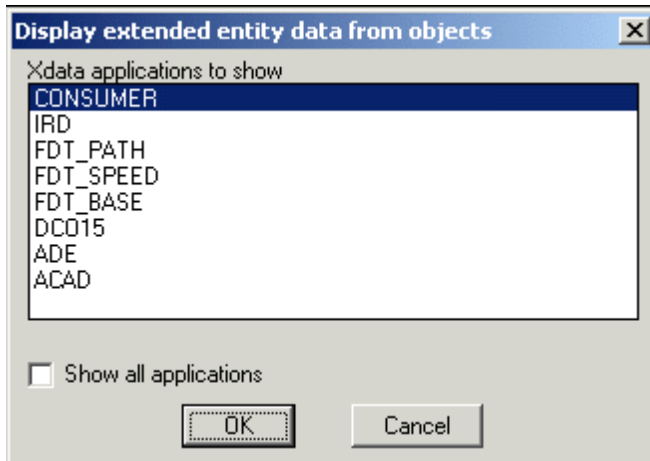 Display extended entity data from objects
Xdata applications to show
CONSUMER
IRD
FDT_PATH
FDT_SPEED
FDT_BASE
DCO15
ADE
ACAD
Show all applications
OK Cancel